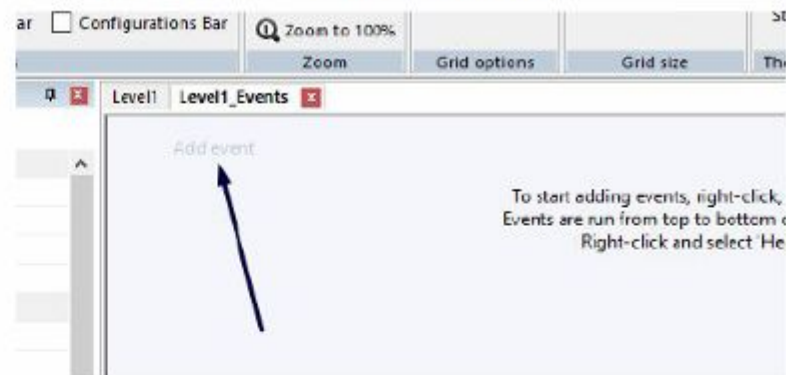 ar Configurations Bar
Zoom to 100%
St
Zoom
Grid options
Grid size
Level1
Level1_Events
Add event
To start adding events, right-click,
Events are run from top to bottom
Right-click and select 'He